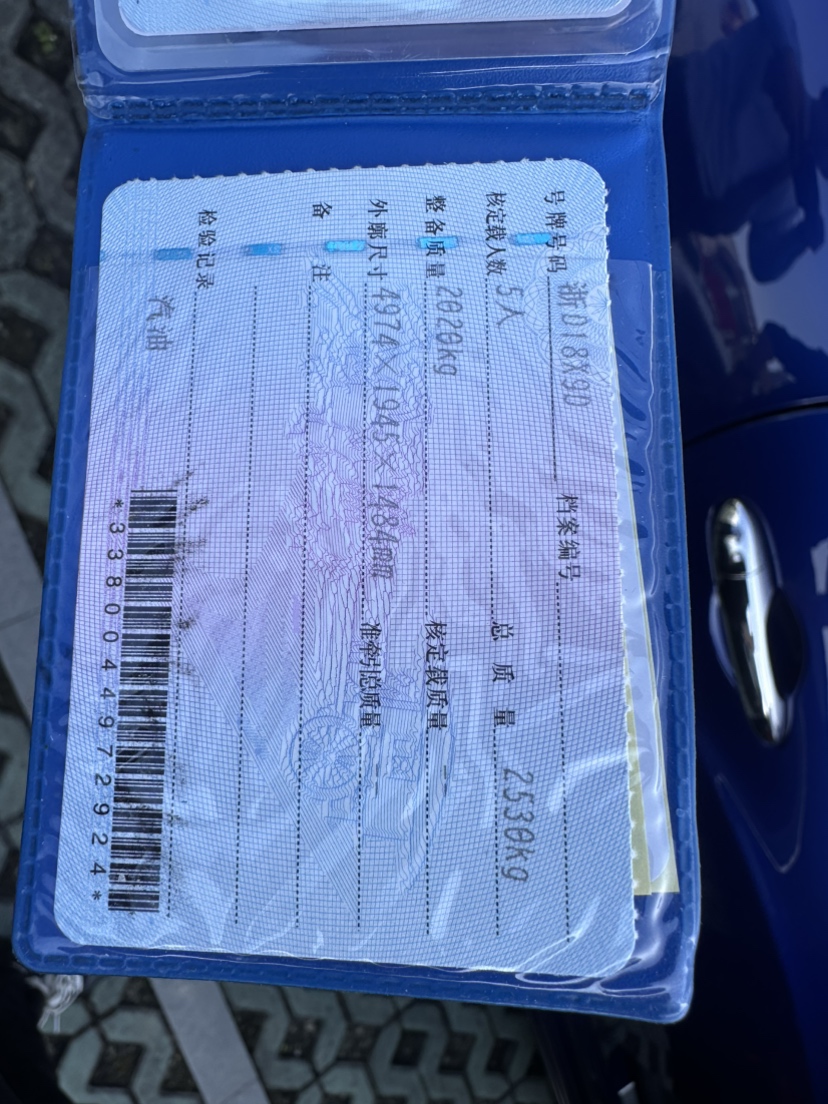 号牌号码 浙D18X9D 档案编号
核定载人数 5人 总质量 2530kg
整备质量 2020kg 核定载质量 --
外廓尺寸 4974×1945×1484mm 准牵引总质量 --
备注
检验记录
汽油
*3380044972924*